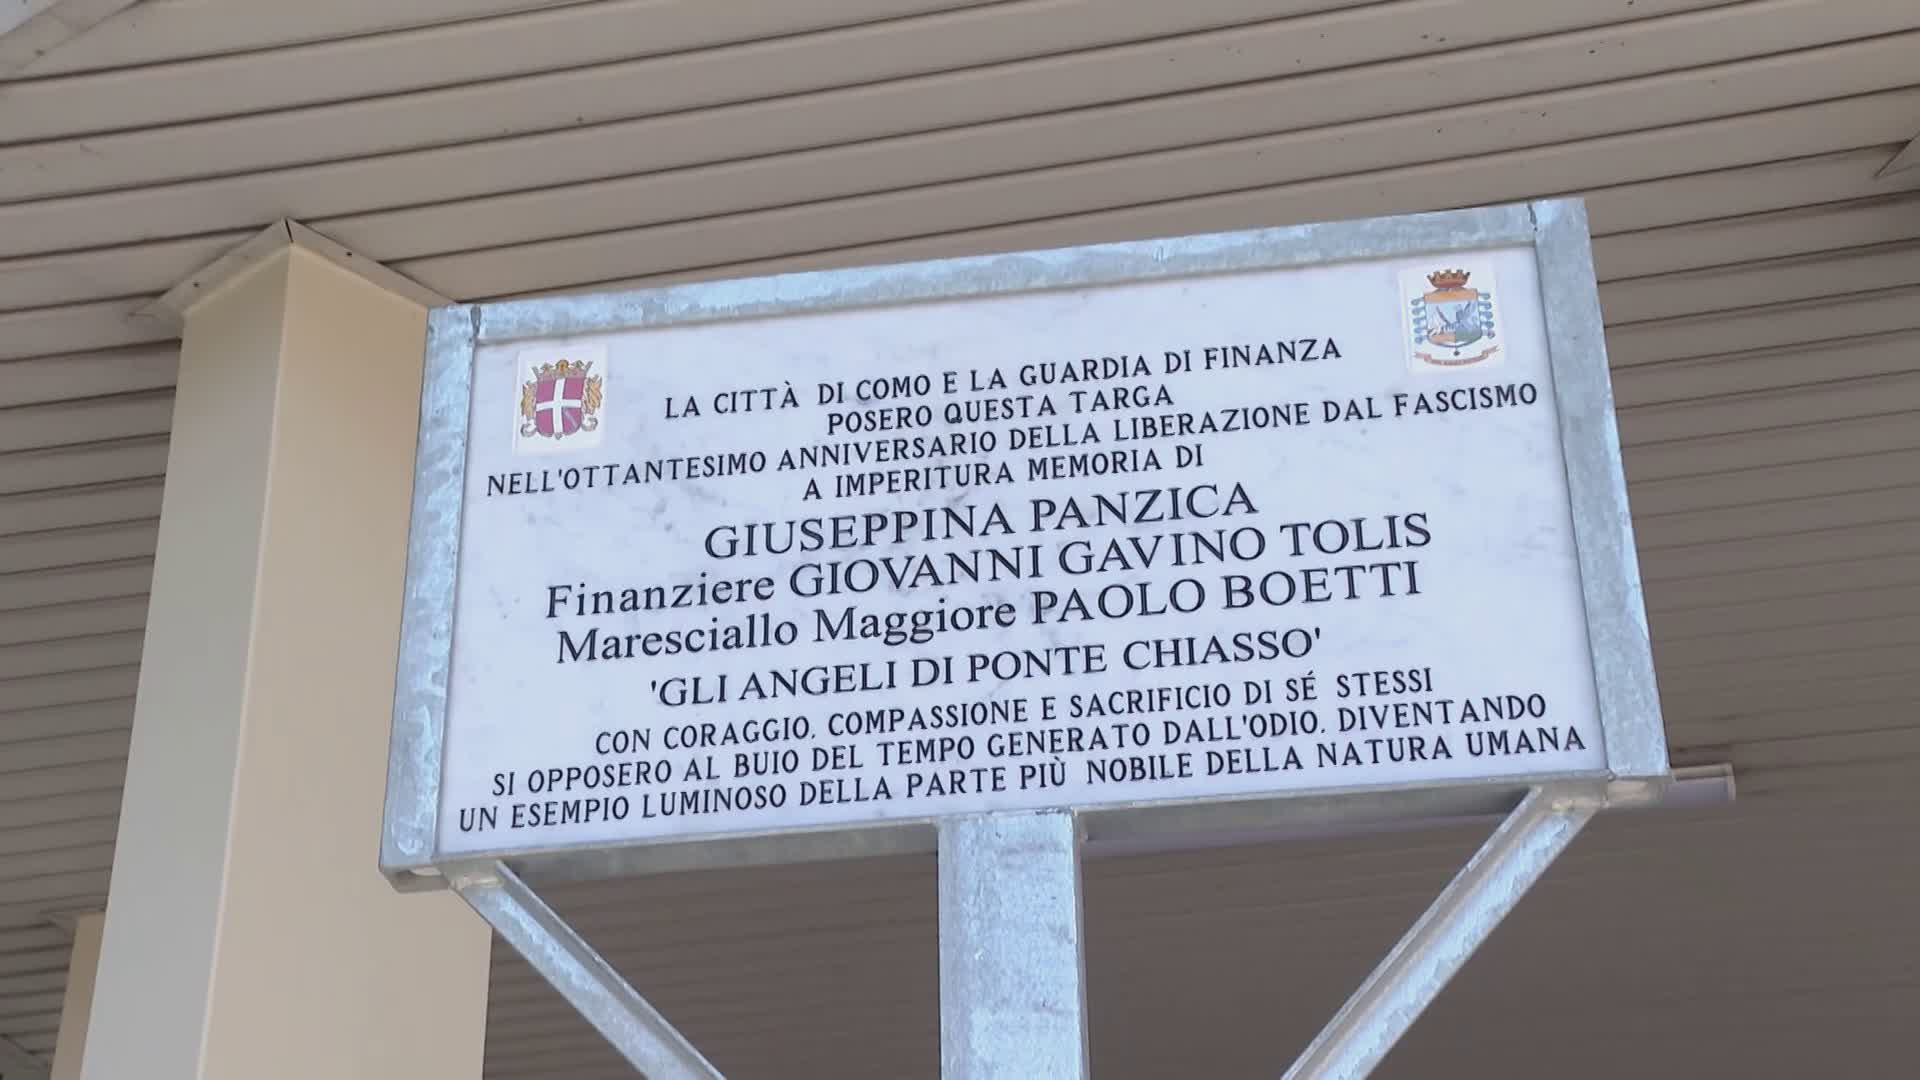 LA CITTÀ DI COMO E LA GUARDIA DI FINANZA
POSERO QUESTA TARGA
NELL'OTTANTESIMO ANNIVERSARIO DELLA LIBERAZIONE DAL FASCISMO
A IMPERITURA MEMORIA DI
GIUSEPPINA PANZICA
Finanziere GIOVANNI GAVINO TOLIS
Maresciallo Maggiore PAOLO BOETTI
'GLI ANGELI DI PONTE CHIASSO'
CON CORAGGIO, COMPASSIONE E SACRIFICIO DI SÉ STESSI
SI OPPOSERO AL BUIO DEL TEMPO GENERATO DALL'ODIO, DIVENTANDO
UN ESEMPIO LUMINOSO DELLA PARTE PIÙ NOBILE DELLA NATURA UMANA